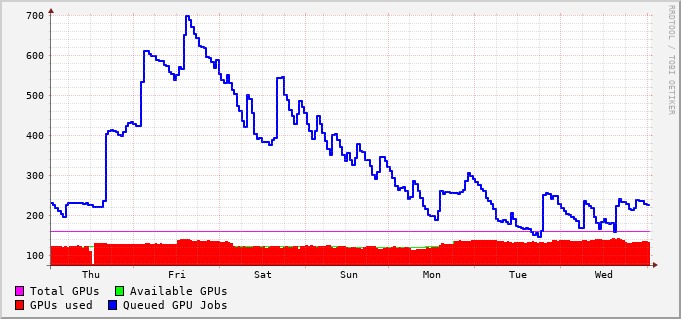 700
600
500
400
300
200
100
Thu Fri Sat Sun Mon Tue Wed
Total GPUs Available GPUs
GPUs used Queued GPU Jobs
RRDTOOL / TOBI OETIKER